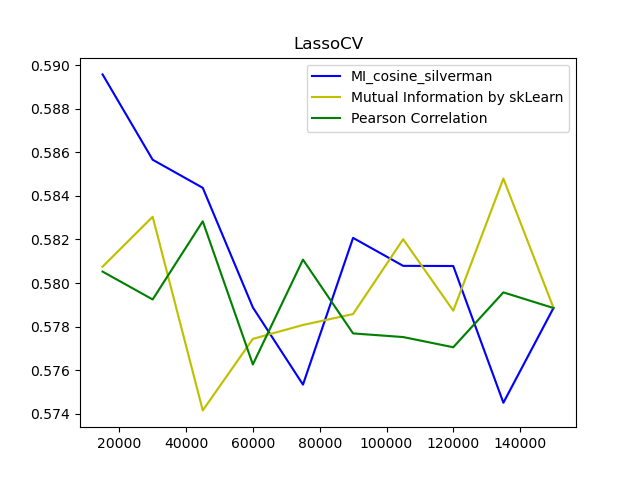 LassoCV
0.590
0.588
0.586
0.584
0.582
0.580
0.578
0.576
0.574
MI_cosine_silverman
Mutual Information by skLearn
Pearson Correlation
20000 40000 60000 80000 100000 120000 140000